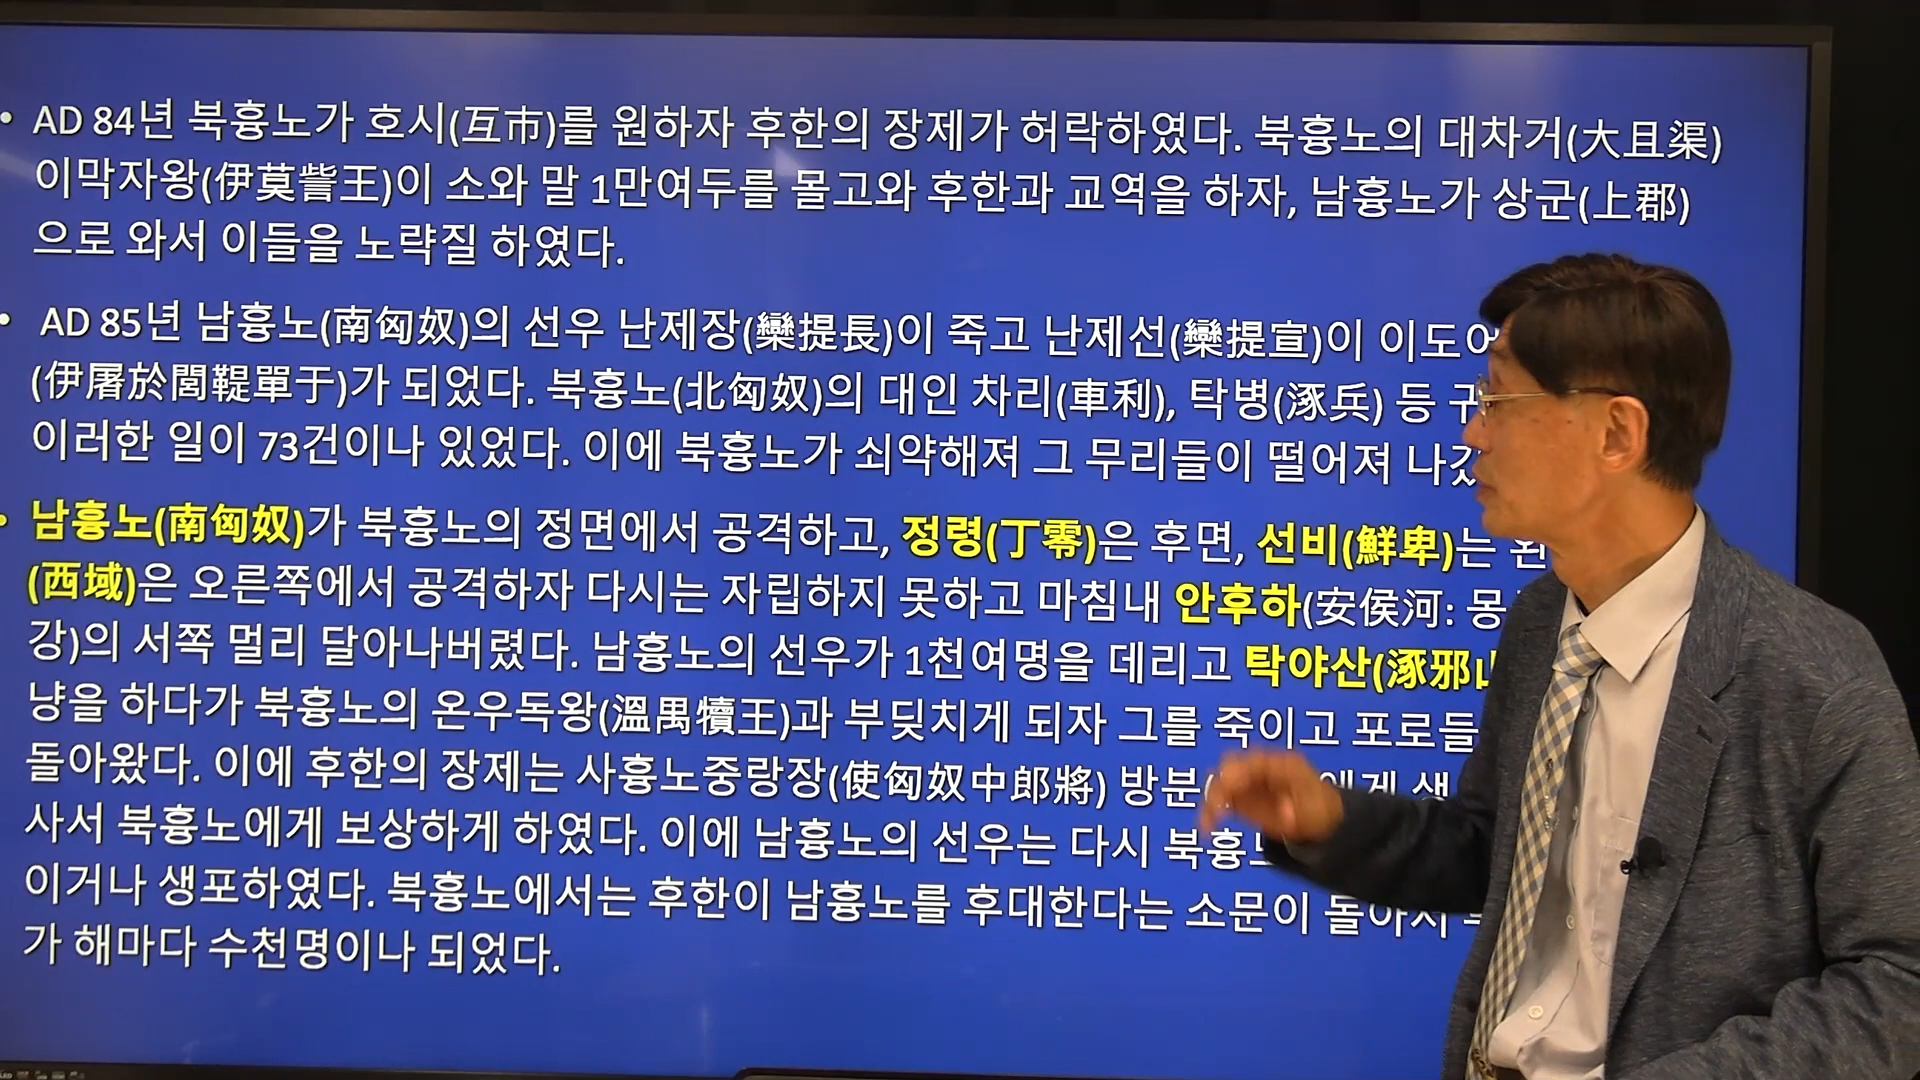 • AD 84년 북흉노가 호시(互市)를 원하자 후한의 장제가 허락하였다. 북흉노의 대차거(大且渠)
이막자왕(伊莫訾王)이 소와 말 1만여두를 몰고와 후한과 교역을 하자, 남흉노가 상군(上郡)
으로 와서 이들을 노략질 하였다.
• AD 85년 남흉노(南匈奴)의 선우 난제장(欒提長)이 죽고 난제선(欒提宣)이 이도어
(伊屠於閭鞮單于)가 되었다. 북흉노(北匈奴)의 대인 차리(車利), 탁병(涿兵) 등
이러한 일이 73건이나 있었다. 이에 북흉노가 쇠약해져 그 무리들이 떨어져
• 남흉노(南匈奴)가 북흉노의 정면에서 공격하고, 정령(丁零)은 후면, 선비(鮮卑)는
(西域)은 오른쪽에서 공격하자 다시는 자립하지 못하고 마침내 안후하(安侯河: 몽
강)의 서쪽 멀리 달아나버렸다. 남흉노의 선우가 1천여명을 데리고 탁야산(涿邪
냥을 하다가 북흉노의 온우독왕(溫禺犢王)과 부딪치게 되자 그를 죽이고 포로들
돌아왔다. 이에 후한의 장제는 사흉노중랑장(使匈奴中郎將) 방분
사서 북흉노에게 보상하게 하였다. 이에 남흉노의 선우는 다시
이거나 생포하였다. 북흉노에서는 후한이 남흉노를 후대한다는 소문이 돌아서
가 해마다 수천명이나 되었다.